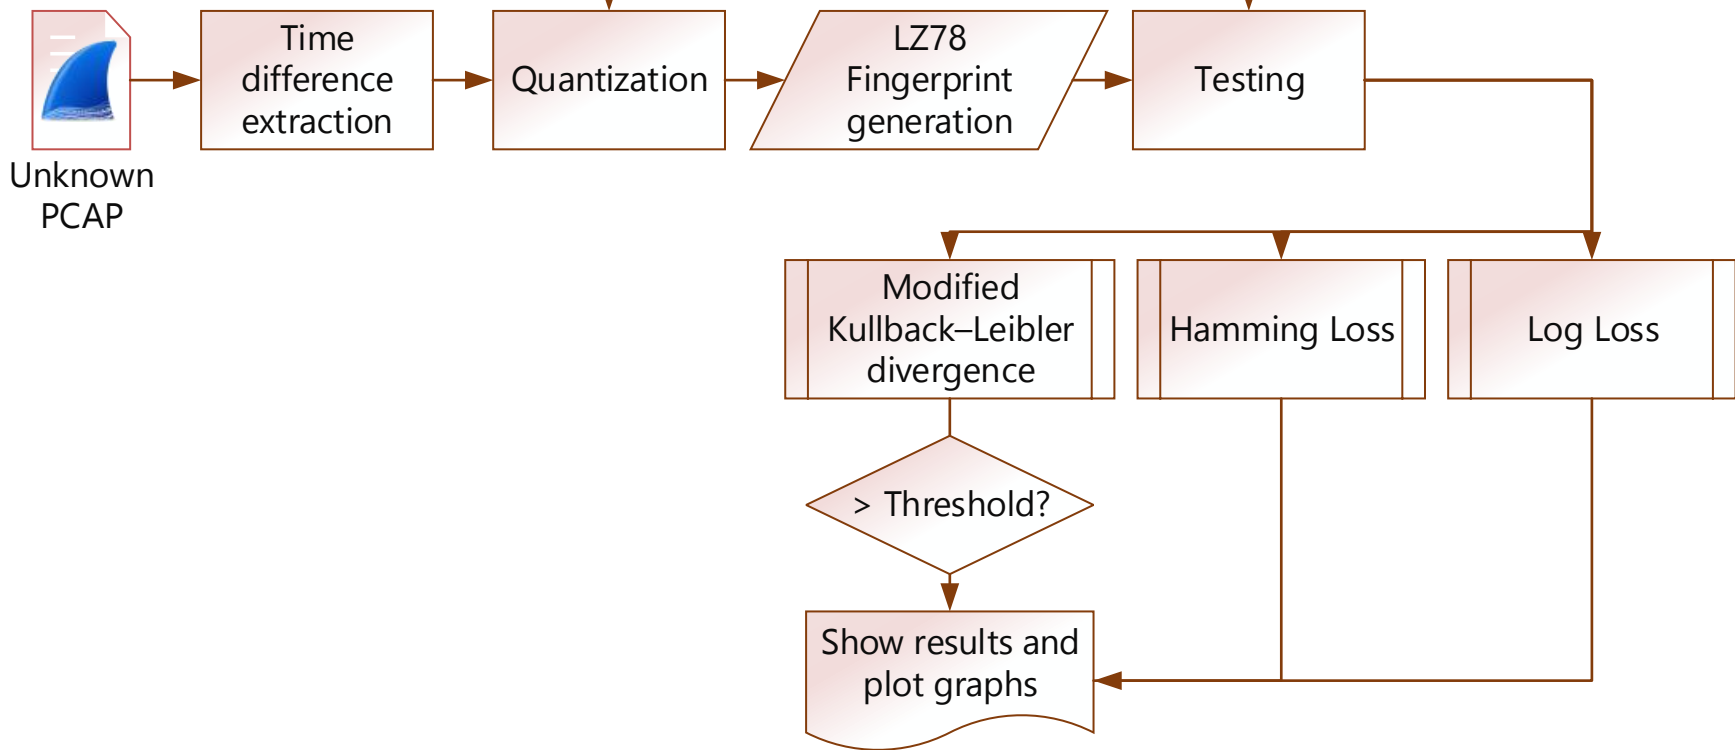 Time
difference
extraction
Quantization
LZ78
Fingerprint
generation
Testing
Unknown
PCAP
Modified
Kullback–Leibler
divergence
Hamming Loss
Log Loss
> Threshold?
Show results and
plot graphs